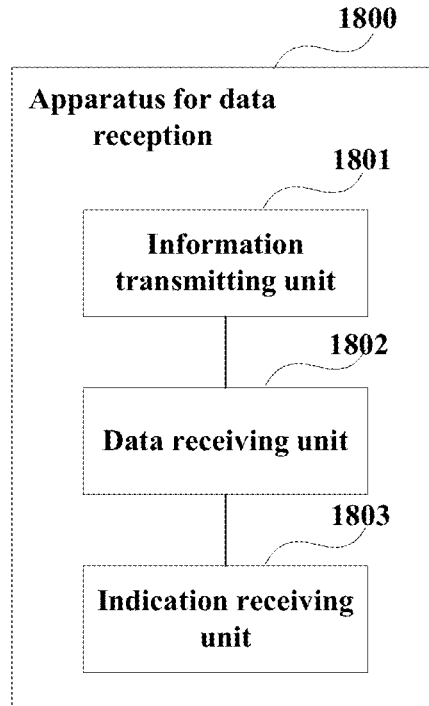 1800
Apparatus for data
reception
1801
Information
transmitting unit
1802
Data receiving unit
1803
Indication receiving
unit